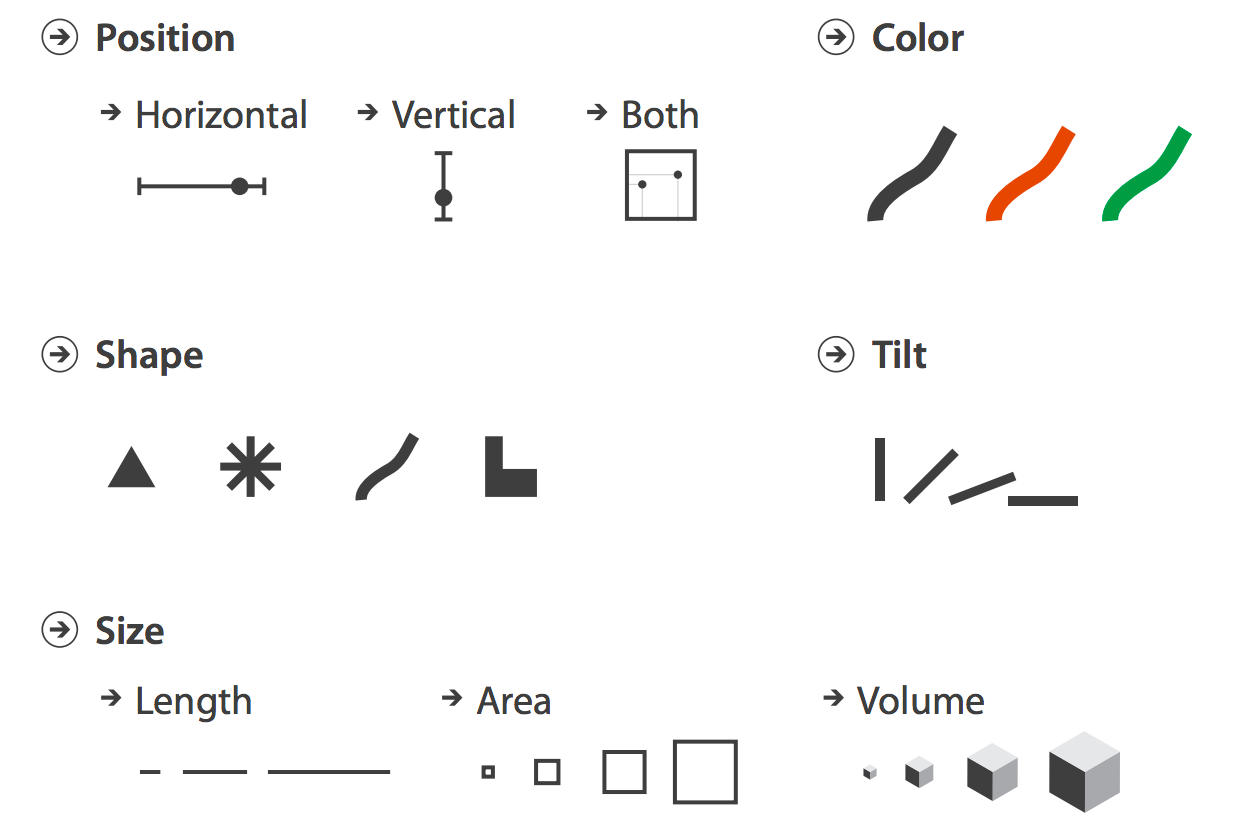 Position
Color
Horizontal
Vertical
Both
Shape
Tilt
Size
Length
Area
Volume